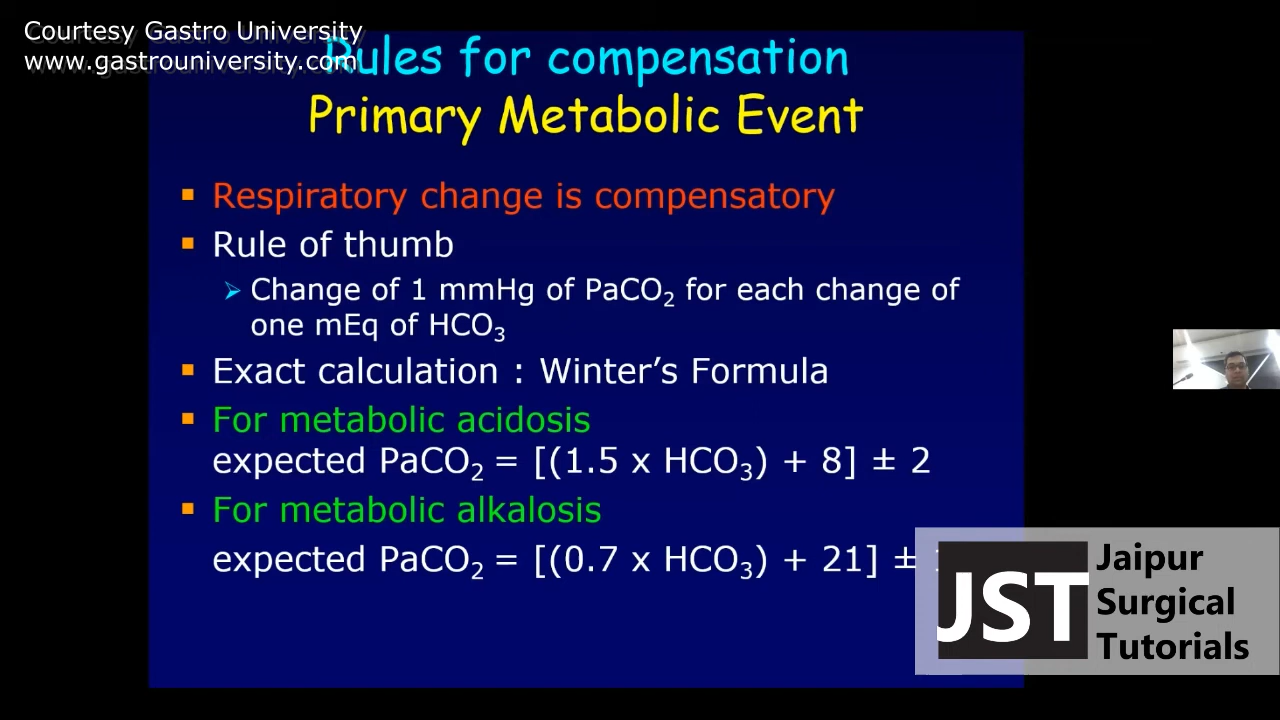 Courtesy Gastro University
www.gastrouniversity.com
Rules for compensation
Primary Metabolic Event
Respiratory change is compensatory
Rule of thumb
Change of 1 mmHg of PaCO₂ for each change of
one mEq of HCO₃
Exact calculation : Winter’s Formula
For metabolic acidosis
expected PaCO₂ = [(1.5 x HCO₃) + 8] ± 2
For metabolic alkalosis
expected PaCO₂ = [(0.7 x HCO₃) + 21] ±
JST
Jaipur
Surgical
Tutorials